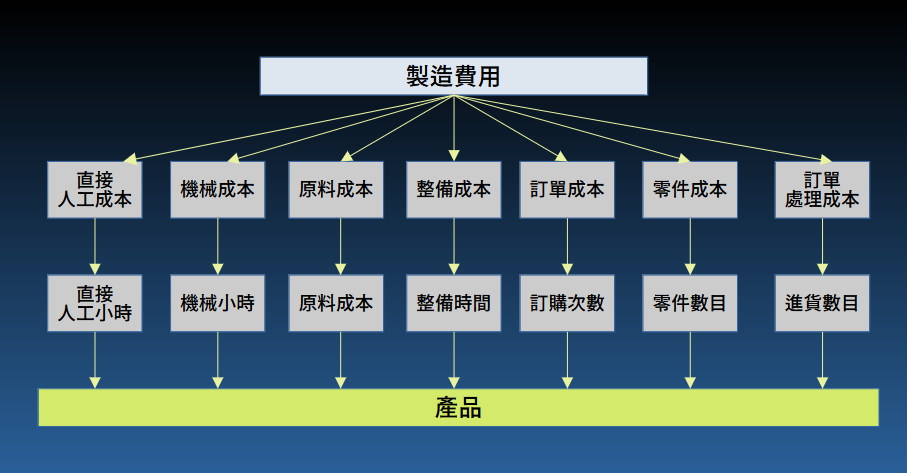 製造費用
直接
人工成本
機械成本
原料成本
整備成本
訂單成本
零件成本
訂單
處理成本
直接
人工小時
機械小時
原料成本
整備時間
訂購次數
零件數目
進貨數目
產品